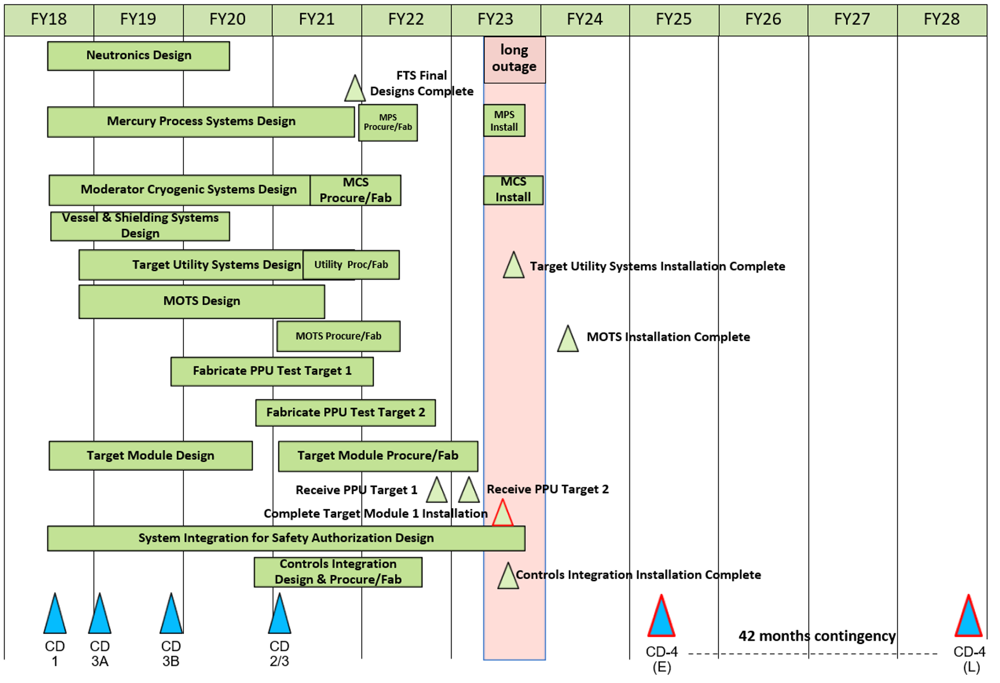 FY18 FY19 FY20 FY21 FY22 FY23 FY24 FY25 FY26 FY27 FY28
Neutronics Design
long
outage
FTS Final
Designs Complete
Mercury Process Systems Design
MPS
Procure/Fab
MPS
Install
Moderator Cryogenic Systems Design
MCS
Procure/Fab
MCS
Install
Vessel & Shielding Systems
Design
Target Utility Systems Design
Utility Proc/Fab
Target Utility Systems Installation Complete
MOTS Design
MOTS Procure/Fab
MOTS Installation Complete
Fabricate PPU Test Target 1
Fabricate PPU Test Target 2
Target Module Design
Target Module Procure/Fab
Receive PPU Target 1
Receive PPU Target 2
Complete Target Module 1 Installation
System Integration for Safety Authorization Design
Controls Integration
Design & Procure/Fab
Controls Integration Installation Complete
CD
1
CD
3A
CD
3B
CD
2/3
CD-4
(E)
42 months contingency
CD-4
(L)